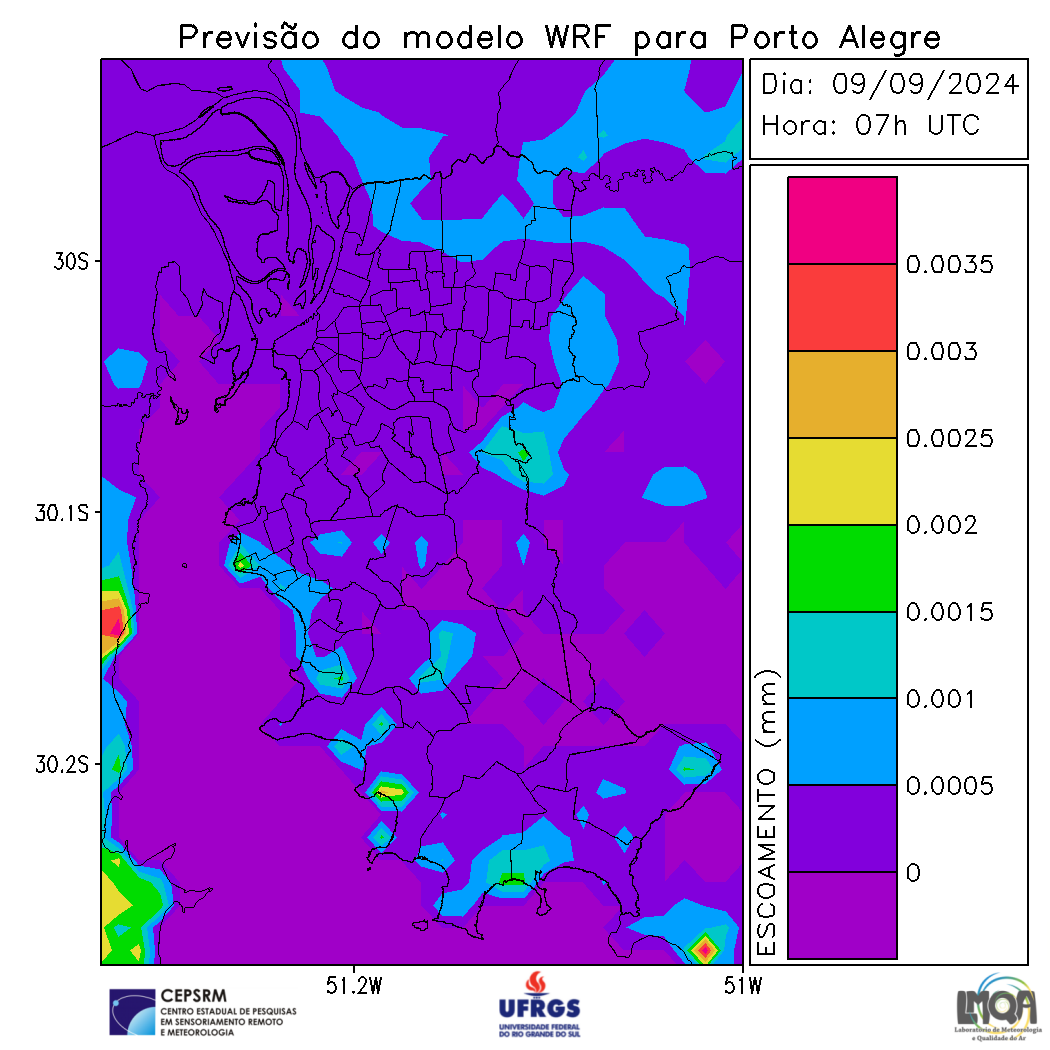 Previsão do modelo WRF para Porto Alegre
Dia: 09/09/2024
Hora: 07h UTC
30S
30.1S
30.2S
51.2W
51W
0.0035
0.003
0.0025
0.002
0.0015
0.001
0.0005
0
ESCOAMENTO (mm)
CEPSRM
CENTRO ESTADUAL DE PESQUISAS
EM SENSORIAMENTO REMOTO
E METEOROLOGIA
UFRGS
UNIVERSIDADE FEDERAL
DO RIO GRANDE DO SUL
LMQA
Laboratório de Meteorologia
e Qualidade do Ar